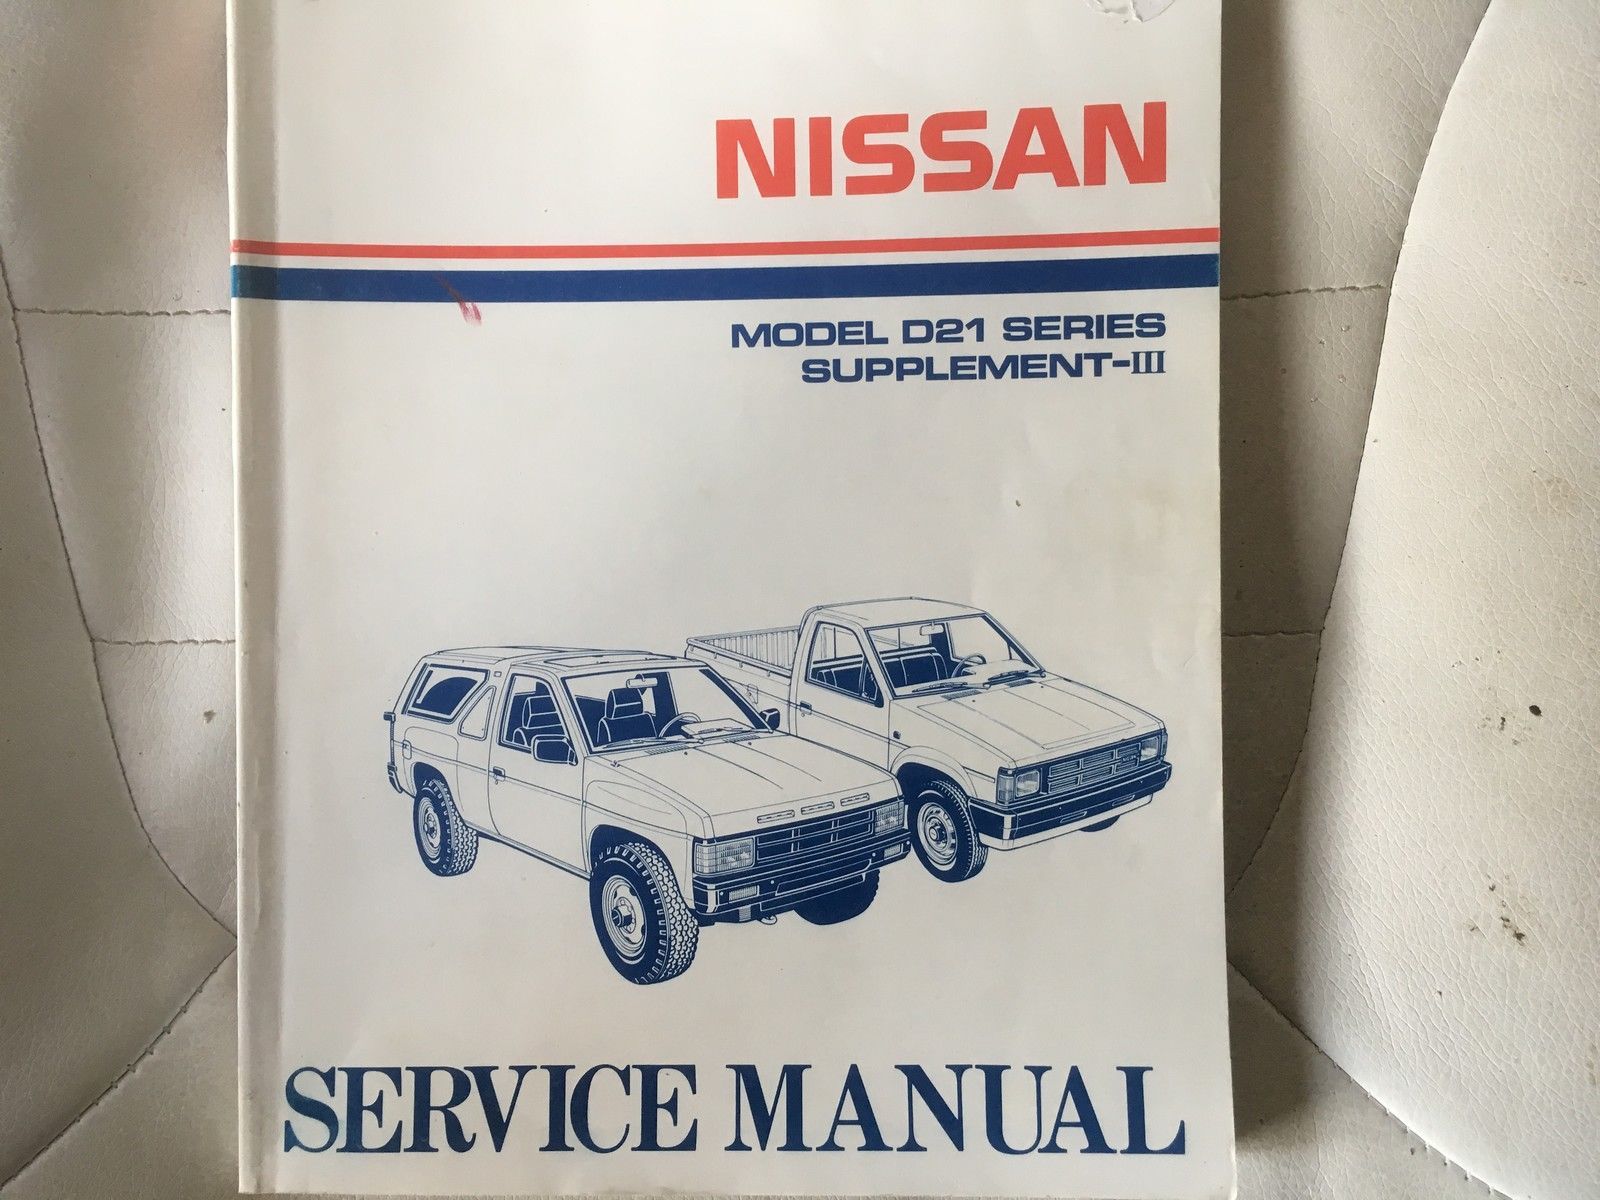 NISSAN
MODEL D21 SERIES
SUPPLEMENT-III
SERVICE MANUAL